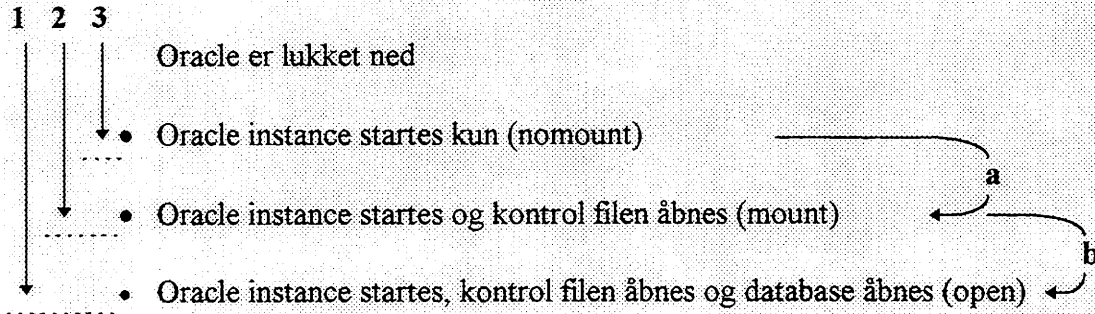 1 2 3
Oracle er lukket ned
• Oracle instance startes kun (nomount)
a
• Oracle instance startes og kontrol filen åbnes (mount)
b
• Oracle instance startes, kontrol filen åbnes og database åbnes (open)